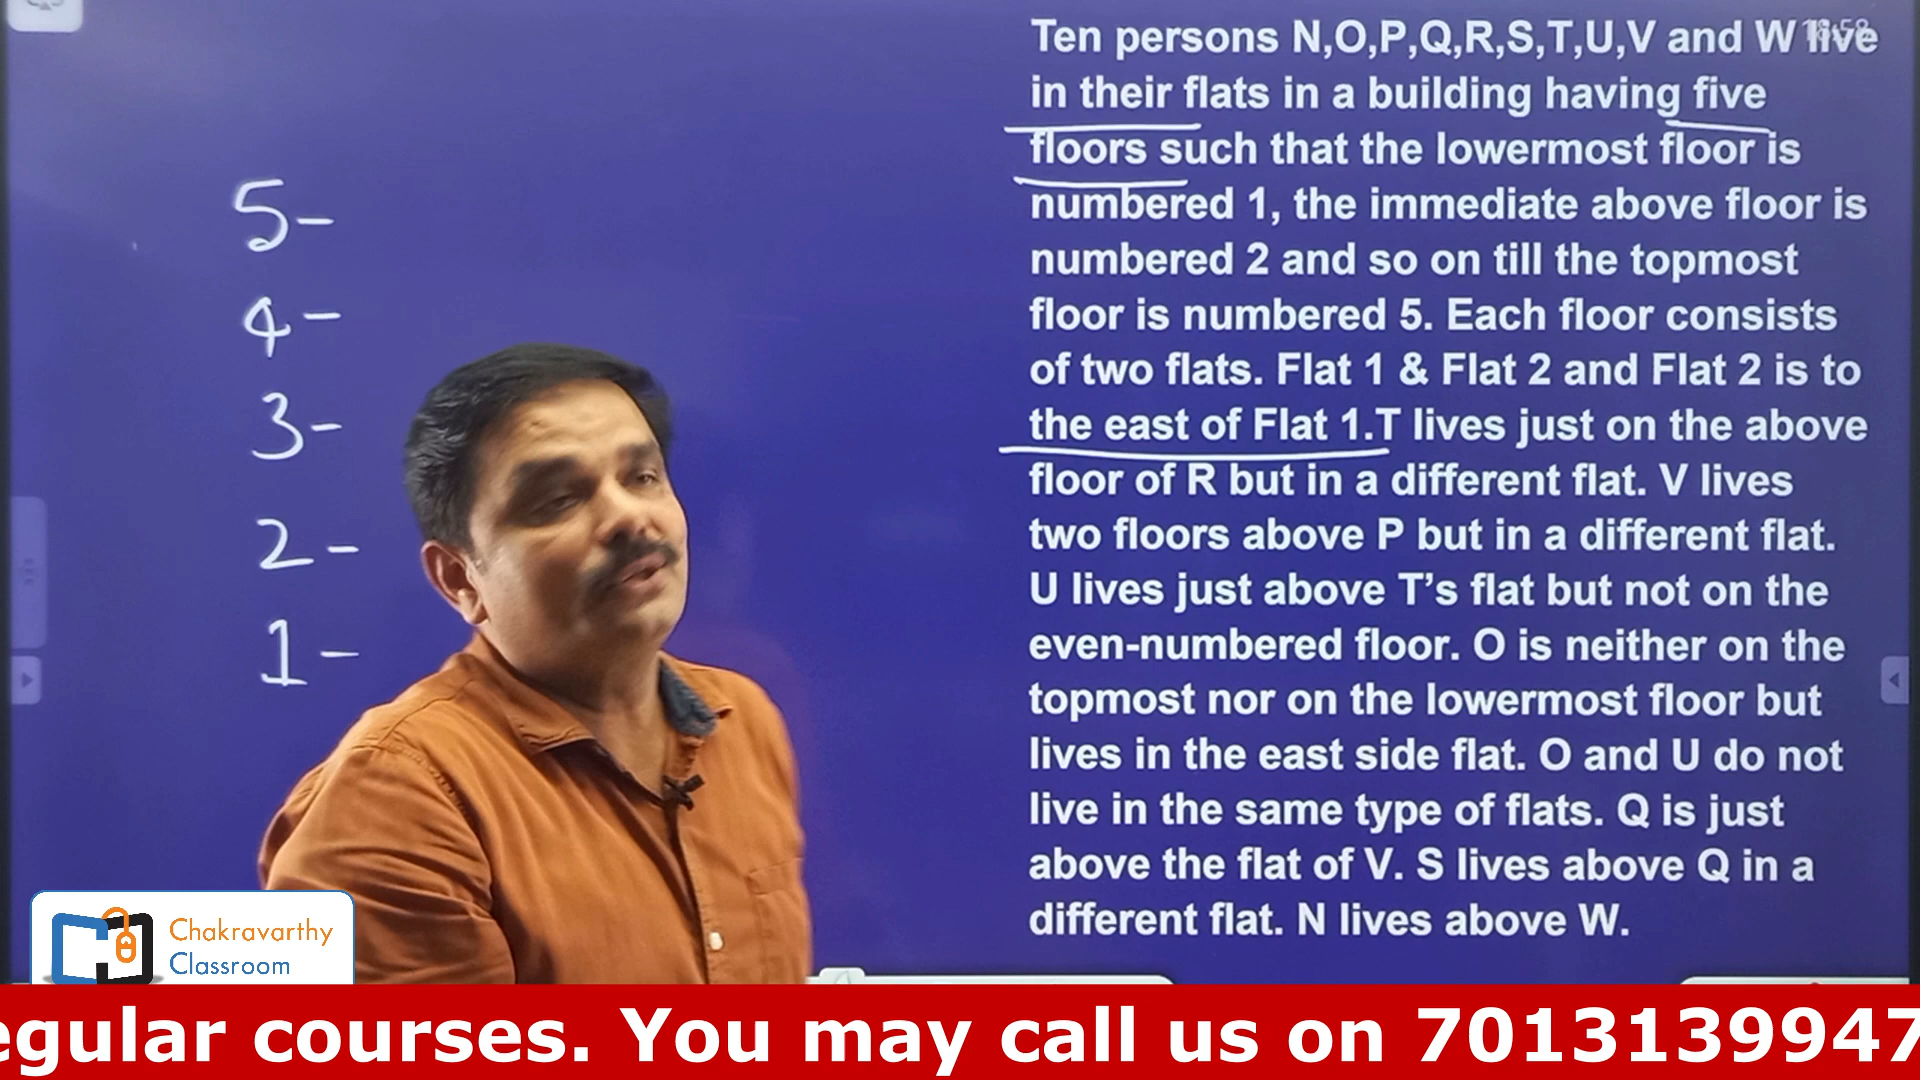 Ten persons N,O,P,Q,R,S,T,U,V and W live
in their flats in a building having five
floors such that the lowermost floor is
numbered 1, the immediate above floor is
numbered 2 and so on till the topmost
floor is numbered 5. Each floor consists
of two flats. Flat 1 & Flat 2 and Flat 2 is to
the east of Flat 1.T lives just on the above
floor of R but in a different flat. V lives
two floors above P but in a different flat.
U lives just above T’s flat but not on the
even-numbered floor. O is neither on the
topmost nor on the lowermost floor but
lives in the east side flat. O and U do not
live in the same type of flats. Q is just
above the flat of V. S lives above Q in a
different flat. N lives above W.
5-
4-
3-
2-
1-
Chakravarthy
Classroom
egular courses. You may call us on 7013139947